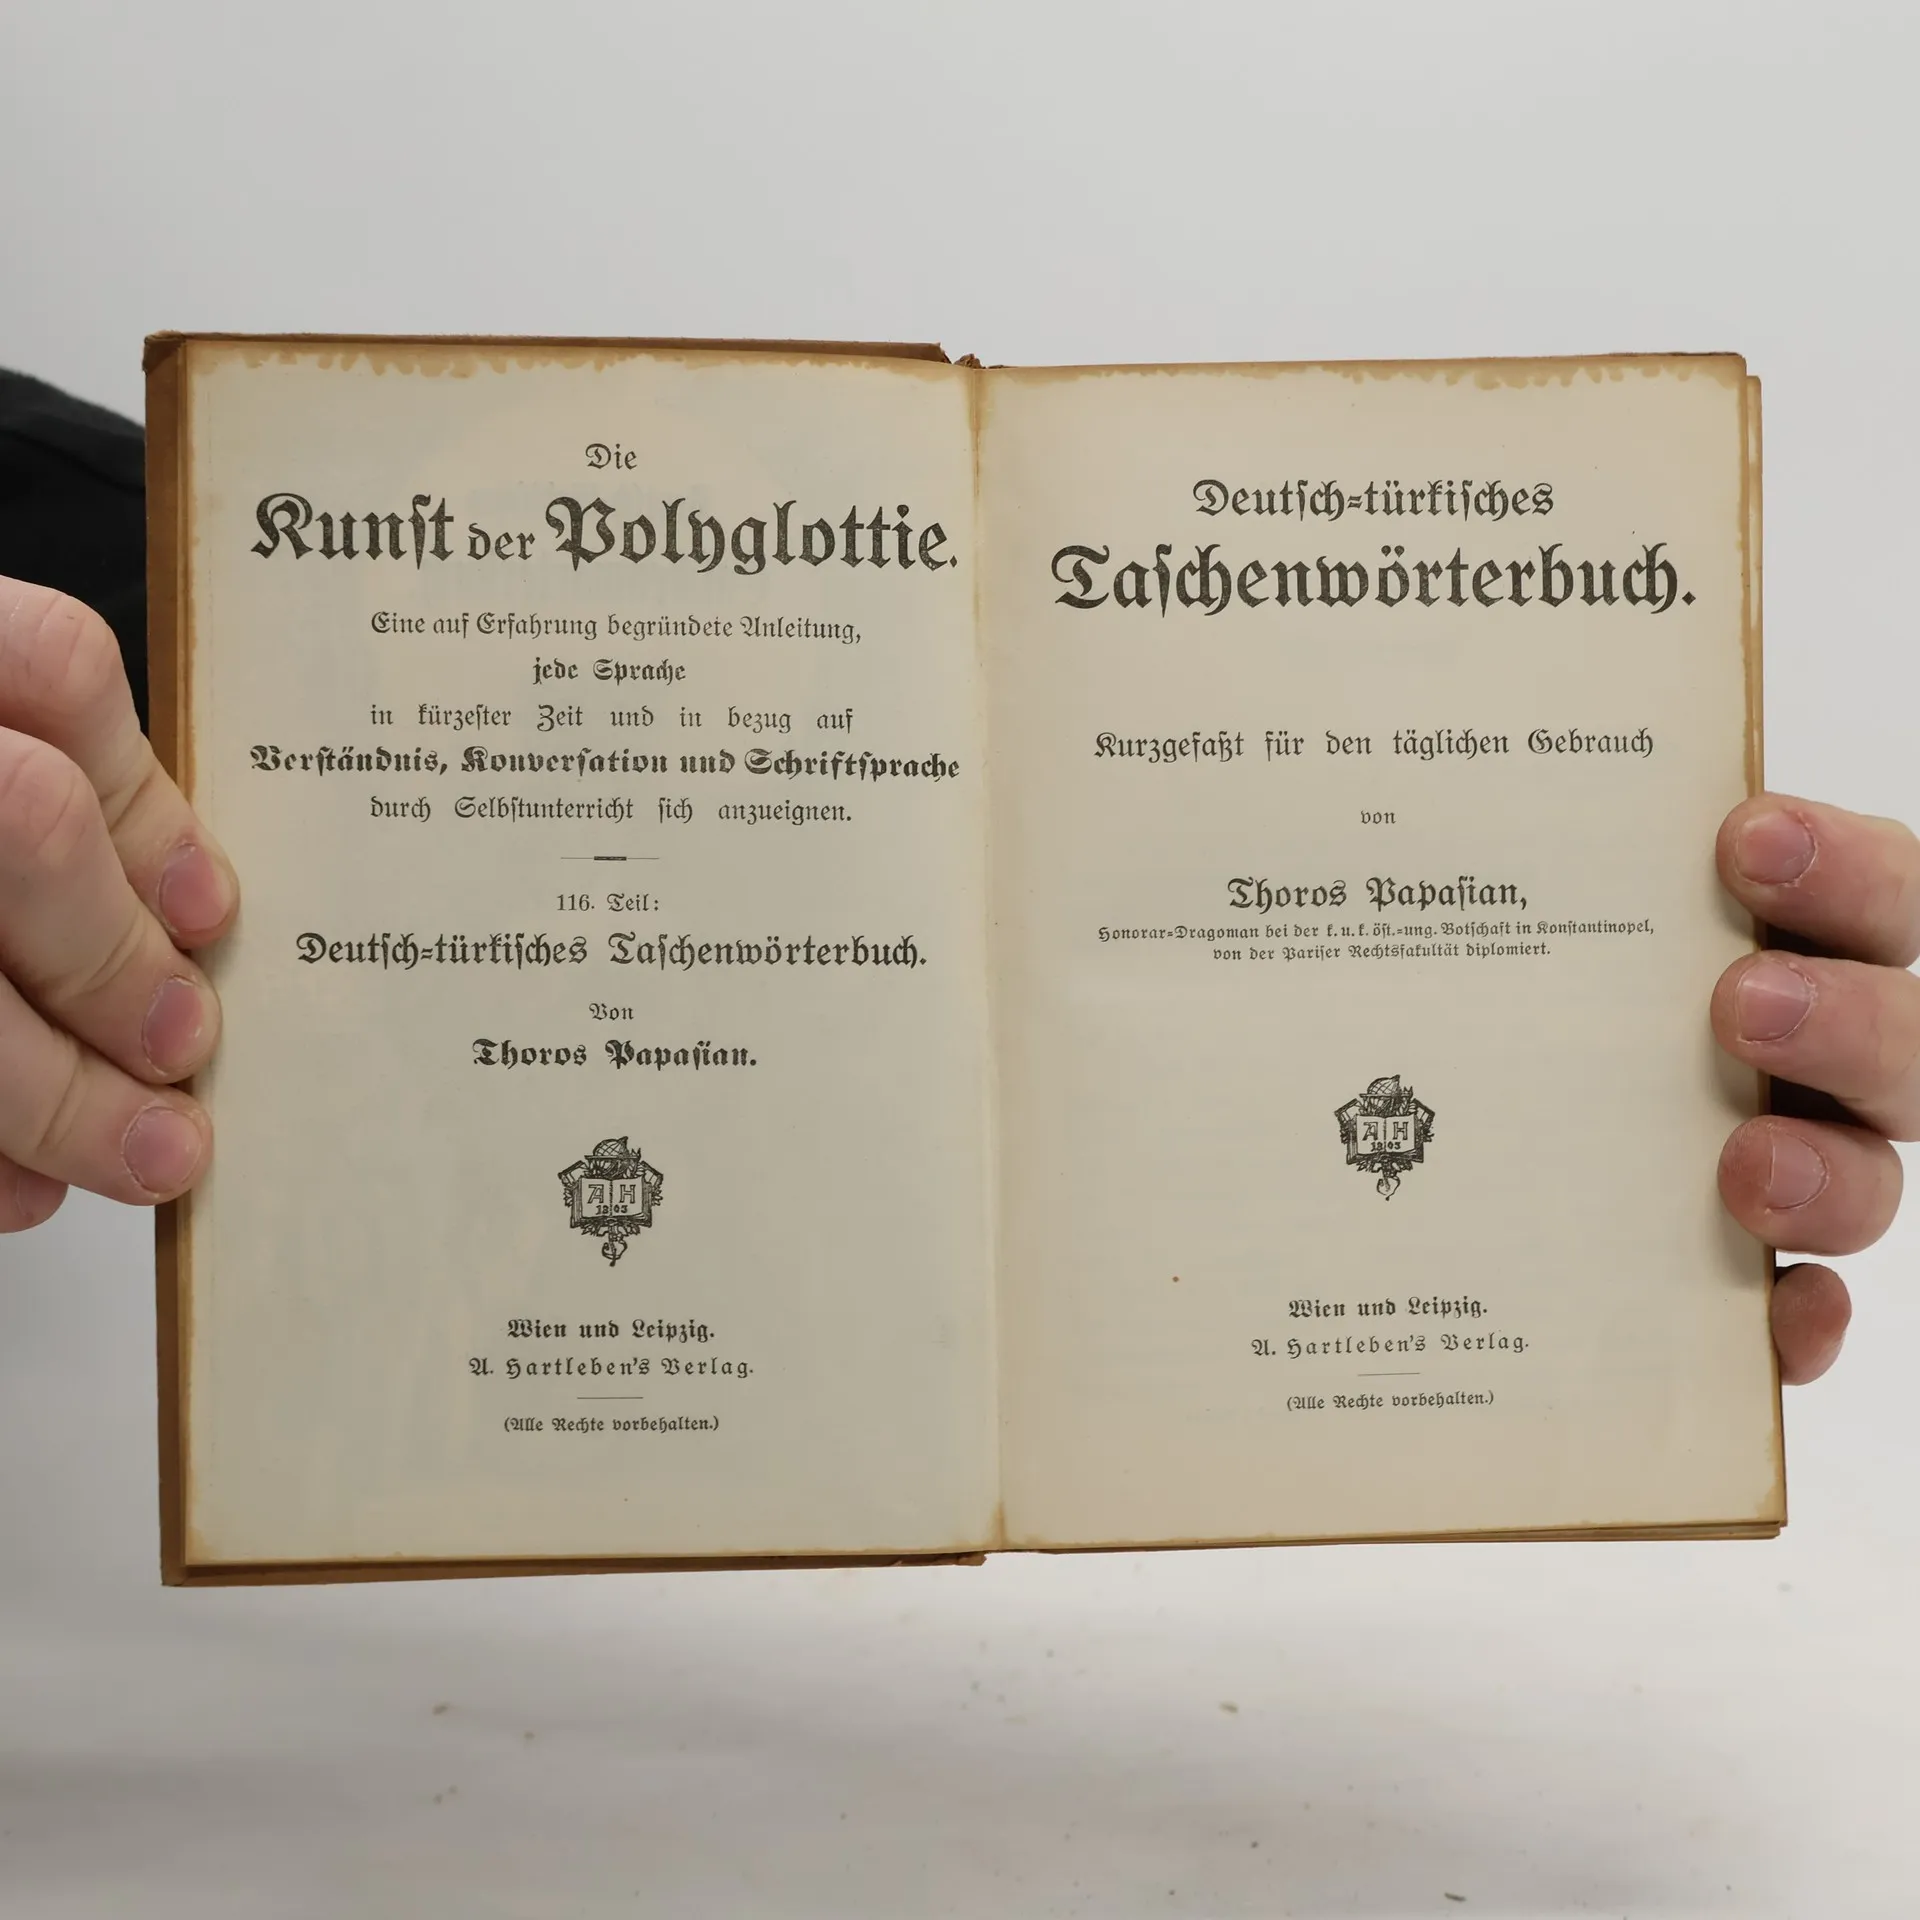 Die
Kunſt der Polyglottie.
Eine auf Erfahrung begründete Anleitung,
jede Sprache
in kürzeſter Zeit und in bezug auf
Verſtändnis, Konverſation und Schriftſprache
durch Selbſtunterricht ſich anzueignen.
116. Teil:
Deutſch-türkiſches Taſchenwörterbuch.
Von
Thoros Papaſian.
A H
1803
Wien und Leipzig.
A. Hartleben's Verlag.
(Alle Rechte vorbehalten.)
Deutſch-türkiſches
Taſchenwörterbuch.
Kurzgefaßt für den täglichen Gebrauch
von
Thoros Papaſian,
Honorar-Dragoman bei der k. u. k. öſt.-ung. Botſchaft in Konſtantinopel,
von der Pariſer Rechtsfakultät diplomiert.
A H
1803
Wien und Leipzig.
A. Hartleben's Verlag.
(Alle Rechte vorbehalten.)